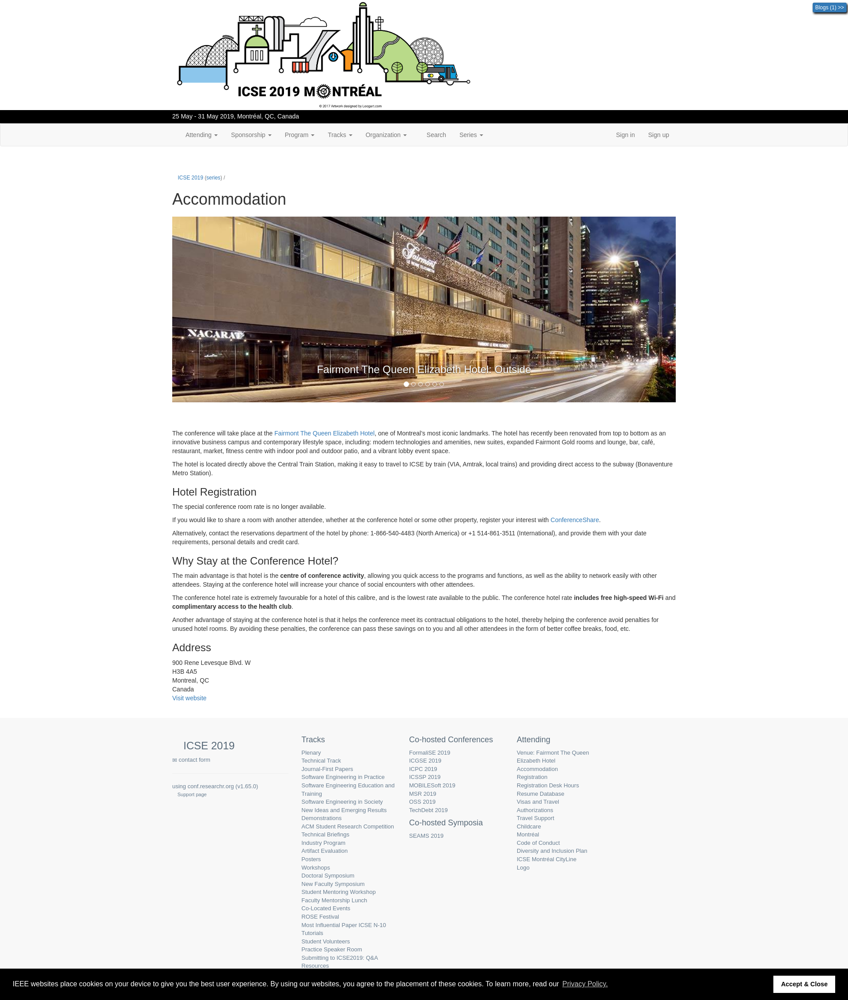 Blogs (1) >>
ICSE 2019 MONTRÉAL
© 2017 Artwork designed by Loogart.com
25 May - 31 May 2019, Montréal, QC, Canada
Attending Sponsorship Program Tracks Organization Search Series Sign in Sign up
ICSE 2019 (series) /
Accommodation
Fairmont
LE REINE ELIZABETH
NACARAT
FAIRMONT LE REINE ELIZABETH
Fairmont The Queen Elizabeth Hotel: Outside
The conference will take place at the Fairmont The Queen Elizabeth Hotel, one of Montreal's most iconic landmarks. The hotel has recently been renovated from top to bottom as an
innovative business campus and contemporary lifestyle space, including: modern technologies and amenities, new suites, expanded Fairmont Gold rooms and lounge, bar, café,
restaurant, market, fitness centre with indoor pool and outdoor patio, and a vibrant lobby event space.
The hotel is located directly above the Central Train Station, making it easy to travel to ICSE by train (VIA, Amtrak, local trains) and providing direct access to the subway (Bonaventure
Metro Station).
Hotel Registration
The special conference room rate is no longer available.
If you would like to share a room with another attendee, whether at the conference hotel or some other property, register your interest with ConferenceShare.
Alternatively, contact the reservations department of the hotel by phone: 1-866-540-4483 (North America) or +1 514-861-3511 (International), and provide them with your date
requirements, personal details and credit card.
Why Stay at the Conference Hotel?
The main advantage is that hotel is the centre of conference activity, allowing you quick access to the programs and functions, as well as the ability to network easily with other
attendees. Staying at the conference hotel will increase your chance of social encounters with other attendees.
The conference hotel rate is extremely favourable for a hotel of this calibre, and is the lowest rate available to the public. The conference hotel rate includes free high-speed Wi-Fi and
complimentary access to the health club.
Another advantage of staying at the conference hotel is that it helps the conference meet its contractual obligations to the hotel, thereby helping the conference avoid penalties for
unused hotel rooms. By avoiding these penalties, the conference can pass these savings on to you and all other attendees in the form of better coffee breaks, food, etc.
Address
900 Rene Levesque Blvd. W
H3B 4A5
Montreal, QC
Canada
Visit website
ICSE 2019
✉ contact form
using conf.researchr.org (v1.65.0)
Support page
Tracks
Plenary
Technical Track
Journal-First Papers
Software Engineering in Practice
Software Engineering Education and
Training
Software Engineering in Society
New Ideas and Emerging Results
Demonstrations
ACM Student Research Competition
Technical Briefings
Industry Program
Artifact Evaluation
Posters
Workshops
Doctoral Symposium
New Faculty Symposium
Student Mentoring Workshop
Faculty Mentorship Lunch
Co-Located Events
ROSE Festival
Most Influential Paper ICSE N-10
Tutorials
Student Volunteers
Practice Speaker Room
Submitting to ICSE2019: Q&A
Resources
Co-hosted Conferences
FormaliSE 2019
ICGSE 2019
ICPC 2019
ICSSP 2019
MOBILESoft 2019
MSR 2019
OSS 2019
TechDebt 2019
Co-hosted Symposia
SEAMS 2019
Attending
Venue: Fairmont The Queen
Elizabeth Hotel
Accommodation
Registration
Registration Desk Hours
Resume Database
Visas and Travel
Authorizations
Travel Support
Childcare
Montréal
Code of Conduct
Diversity and Inclusion Plan
ICSE Montréal CityLine
Logo
IEEE websites place cookies on your device to give you the best user experience. By using our websites, you agree to the placement of these cookies. To learn more, read our Privacy Policy.
Accept & Close